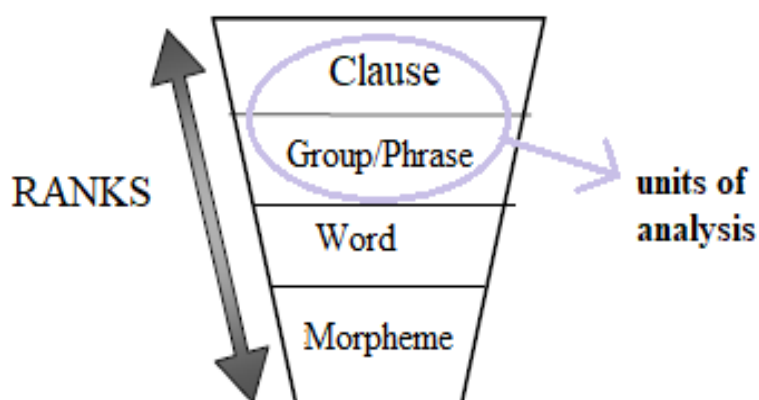 Clause
Group/Phrase
RANKS
units of
analysis
Word
Morpheme